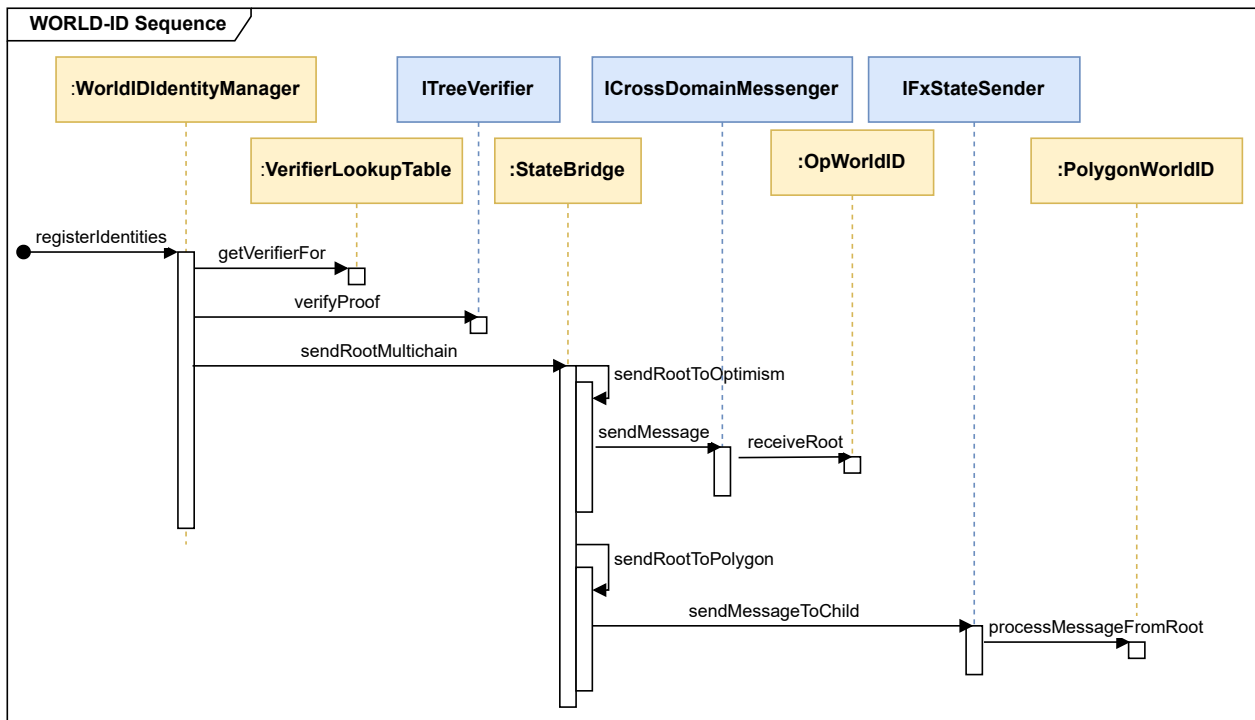 WORLD-ID Sequence
:WorldIDIdentityManager
ITreeVerifier
ICrossDomainMessenger
IFxStateSender
:VerifierLookupTable
:StateBridge
:OpWorldID
:PolygonWorldID
registerIdentities
getVerifierFor
verifyProof
sendRootMultichain
sendRootToOptimism
sendMessage
receiveRoot
sendRootToPolygon
sendMessageToChild
processMessageFromRoot